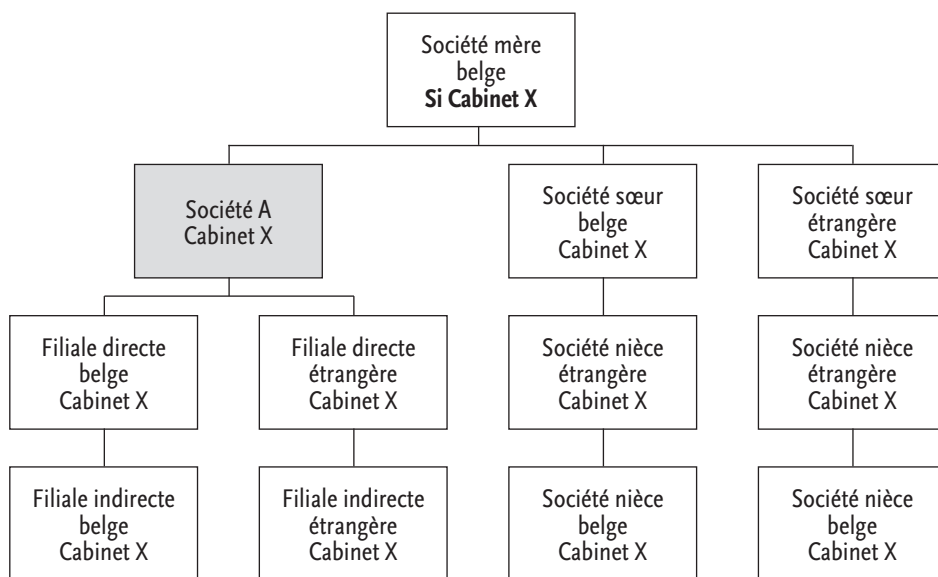 Société mère
belge
Si Cabinet X
Société A
Cabinet X
Société sœur
belge
Cabinet X
Société sœur
étrangère
Cabinet X
Filiale directe
belge
Cabinet X
Filiale directe
étrangère
Cabinet X
Société nièce
étrangère
Cabinet X
Société nièce
étrangère
Cabinet X
Filiale indirecte
belge
Cabinet X
Filiale indirecte
étrangère
Cabinet X
Société nièce
belge
Cabinet X
Société nièce
belge
Cabinet X